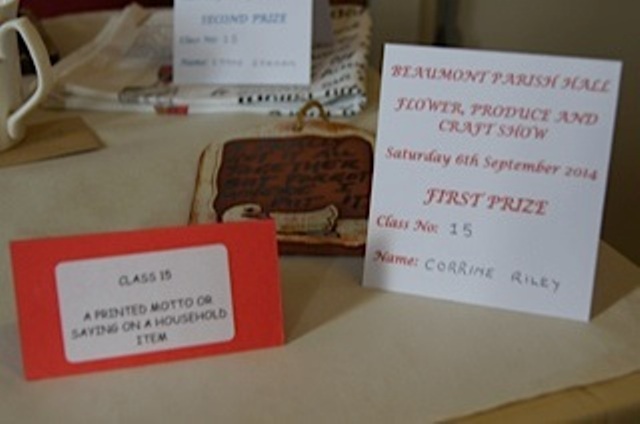 SECOND PRIZE
Class No: 15
Name:
BEAUMONT PARISH HALL
FLOWER, PRODUCE AND
CRAFT SHOW
Saturday 6th September 2014
FIRST PRIZE
Class No: 15
Name: CORRINE RILEY
CLASS 15
A PRINTED MOTTO OR
SAYING ON A HOUSEHOLD
ITEM